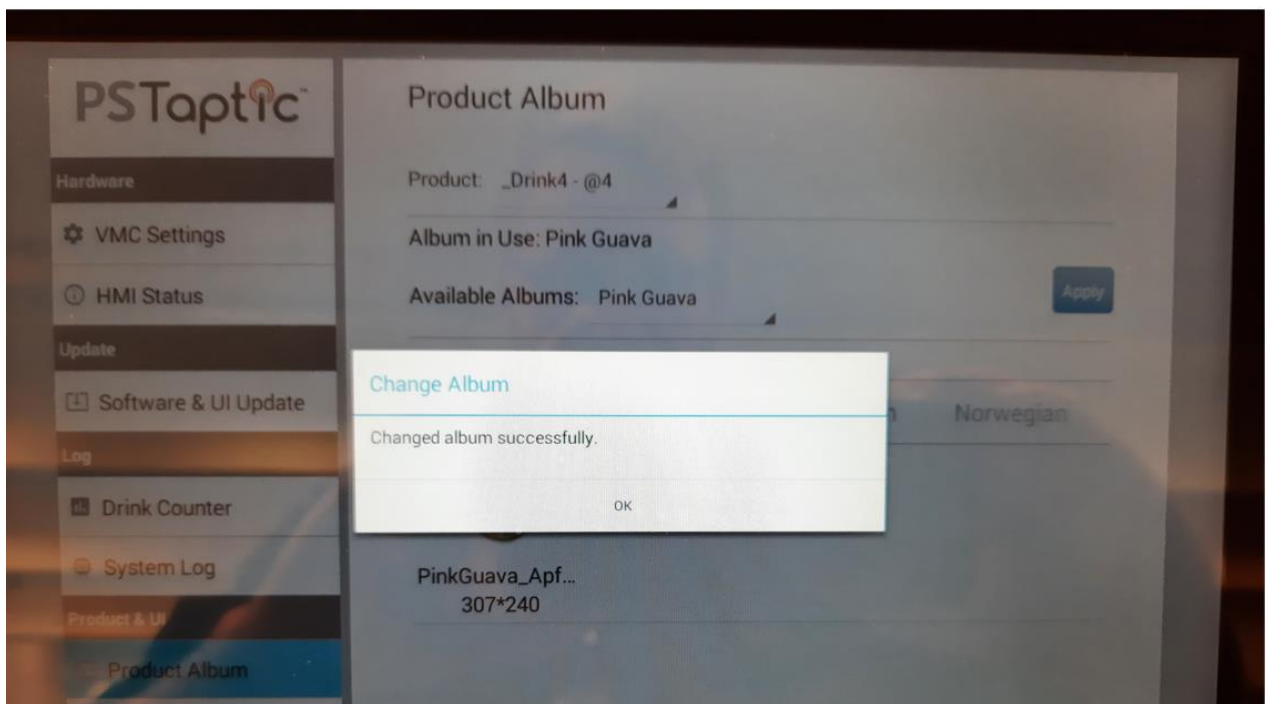 PSTaptic™
Hardware
VMC Settings
HMI Status
Update
Software & UI Update
Log
Drink Counter
System Log
Product & UI
Product Album
Product Album
Product: _Drink4 - @4
Album in Use: Pink Guava
Available Albums: Pink Guava
Apply
Norwegian
Change Album
Changed album successfully.
OK
PinkGuava_Apf...
307*240